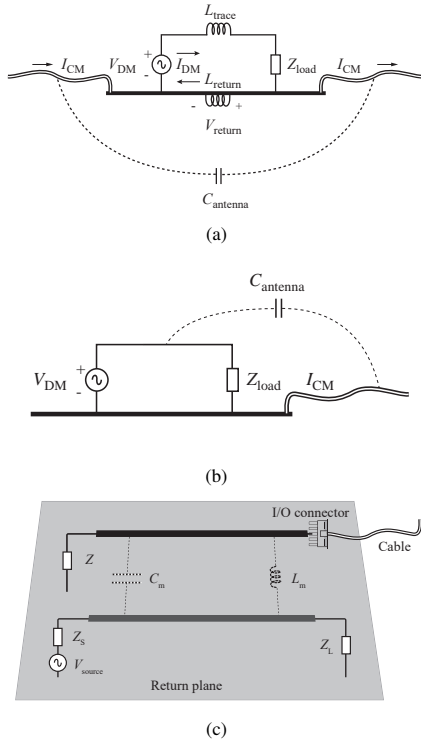 L_trace
I_CM V_DM + - I_DM Z_load I_CM
L_return
- +
V_return
C_antenna
(a)
C_antenna
V_DM + - Z_load I_CM
(b)
I/O connector
Cable
Z C_m L_m
Z_S Z_L
V_source
Return plane
(c)